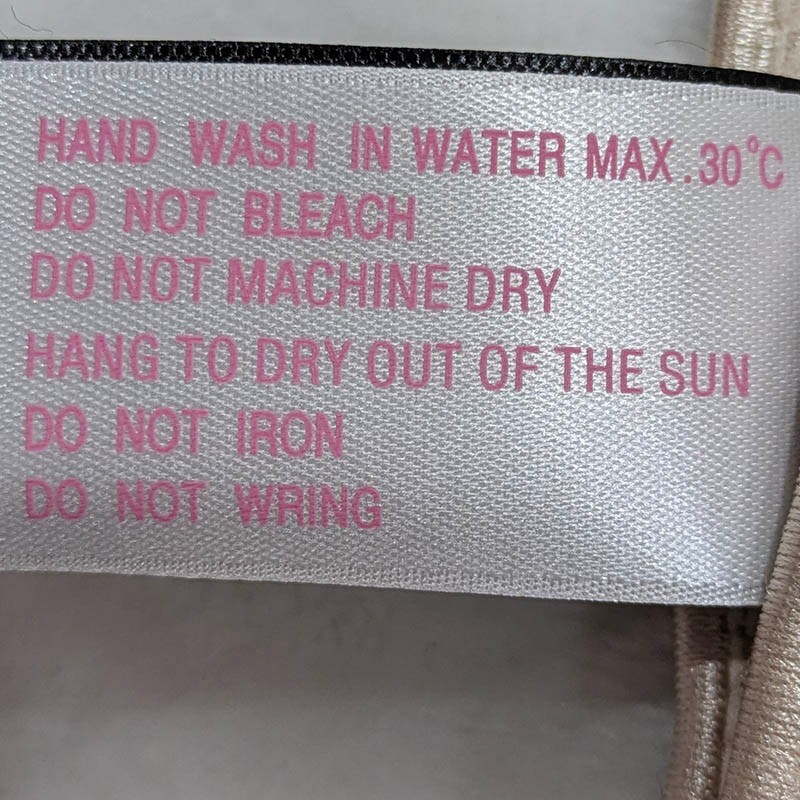 HAND WASH IN WATER MAX.30°C
DO NOT BLEACH
DO NOT MACHINE DRY
HANG TO DRY OUT OF THE SUN
DO NOT IRON
DO NOT WRING